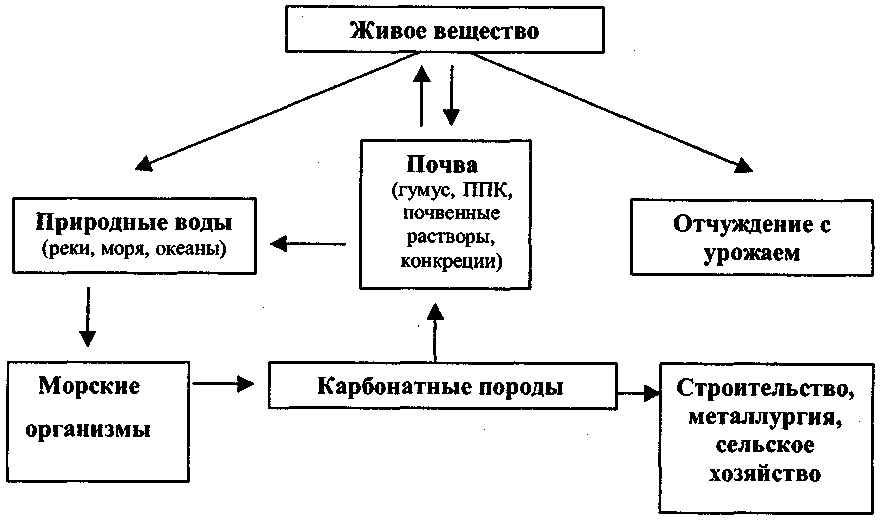 Живое вещество
Почва
(гумус, ППК,
почвенные
растворы,
конкреции)
Природные воды
(реки, моря, океаны)
Отчуждение с
урожаем
Морские
организмы
Карбонатные породы
Строительство,
металлургия,
сельское
хозяйство